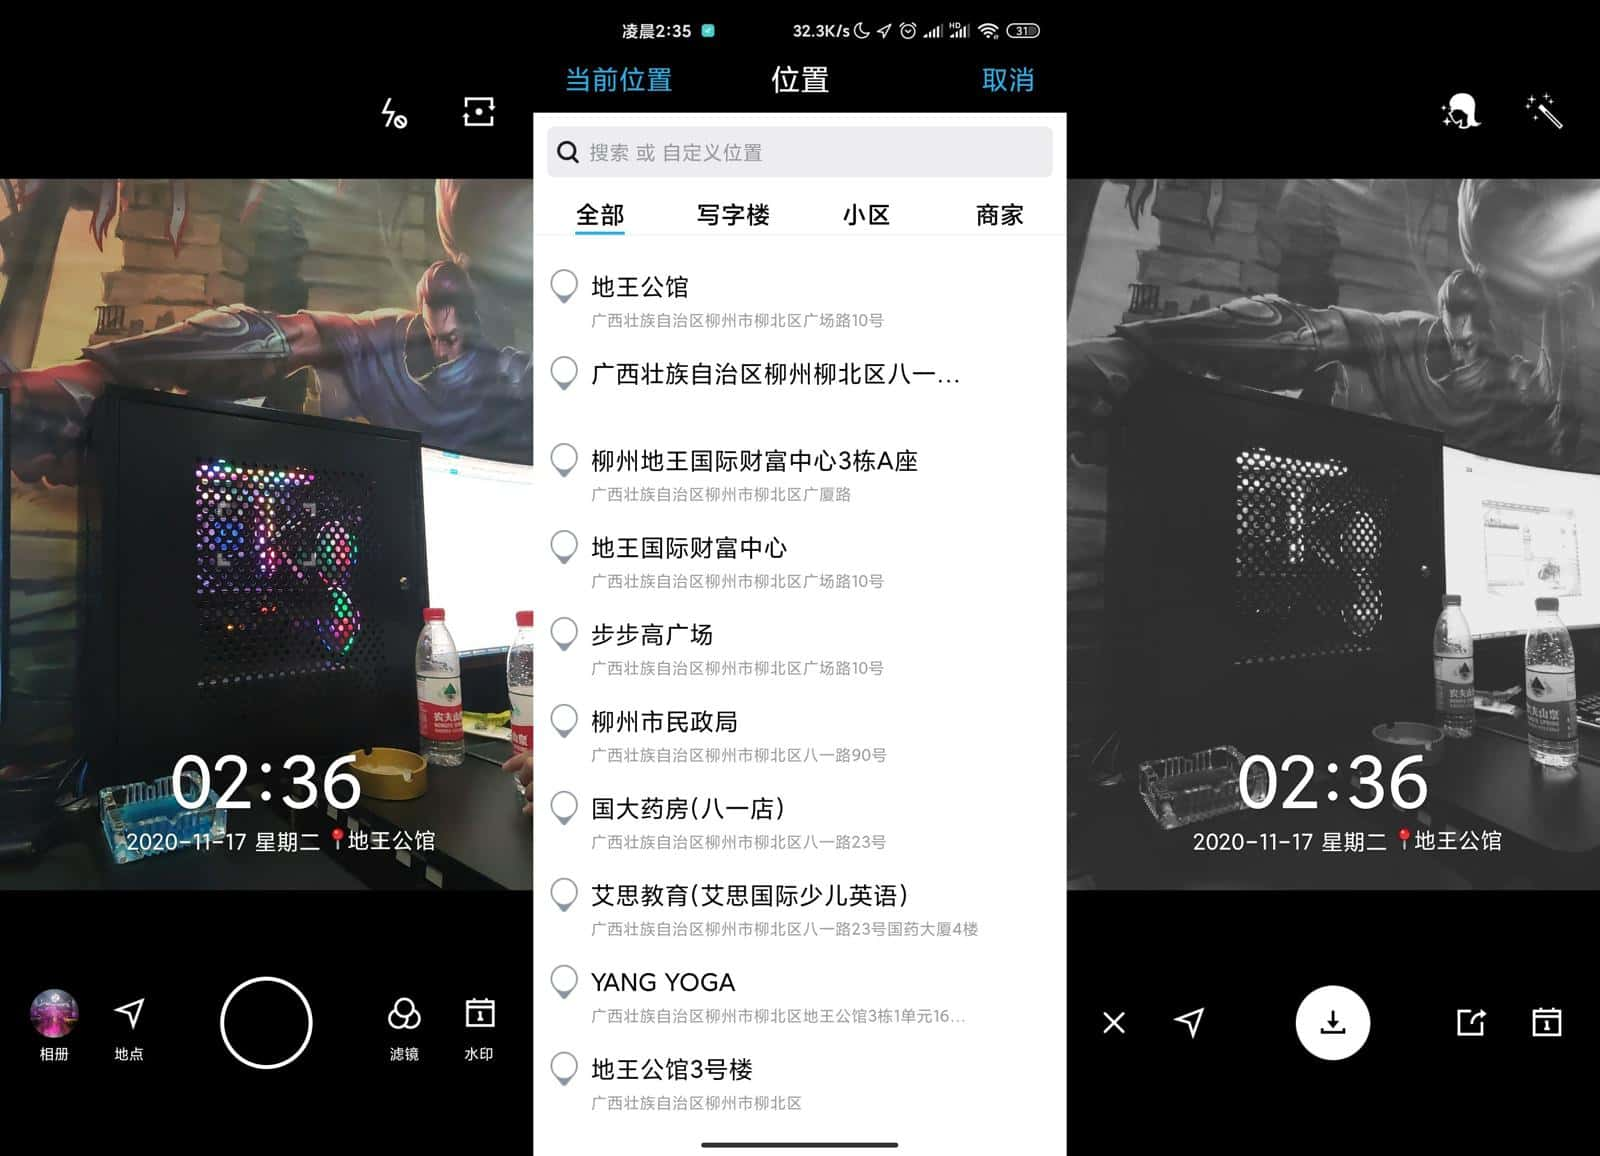 02:36
2020-11-17 星期二 📍地王公馆
相册
地点
滤镜
水印
农夫山泉
凌晨2:35
32.3K/s
HD
31
当前位置
位置
取消
搜索 或 自定义位置
全部
写字楼
小区
商家
地王公馆
广西壮族自治区柳州市柳北区广场路10号
广西壮族自治区柳州柳北区八一...
柳州地王国际财富中心3栋A座
广西壮族自治区柳州市柳北区广厦路
地王国际财富中心
广西壮族自治区柳州市柳北区广场路10号
步步高广场
广西壮族自治区柳州市柳北区广场路10号
柳州市民政局
广西壮族自治区柳州市柳北区八一路90号
国大药房(八一店)
广西壮族自治区柳州市柳北区八一路23号
艾思教育(艾思国际少儿英语)
广西壮族自治区柳州市柳北区八一路23号国药大厦4楼
YANG YOGA
广西壮族自治区柳州市柳北区地王公馆3栋1单元16...
地王公馆3号楼
广西壮族自治区柳州市柳北区
农夫山泉
02:36
2020-11-17 星期二 📍地王公馆